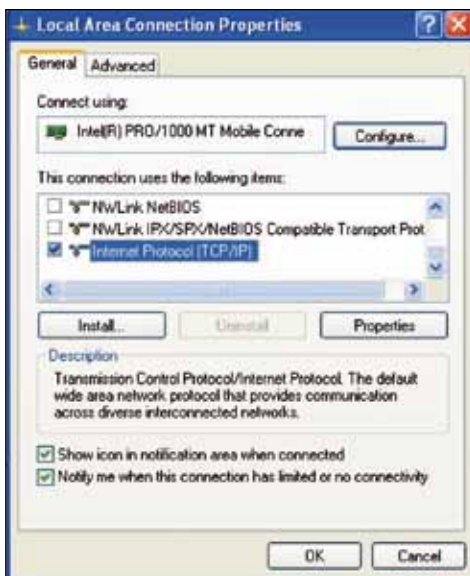 Local Area Connection Properties
General Advanced
Connect using:
Intel(R) PRO/1000 MT Mobile Conne
Configure...
This connection uses the following items:
NWLink NetBIOS
NWLink IPX/SPX/NetBIOS Compatible Transport Prot
Internet Protocol (TCP/IP)
Install... Uninstall Properties
Description
Transmission Control Protocol/Internet Protocol. The default
wide area network protocol that provides communication
across diverse interconnected networks.
Show icon in notification area when connected
Notify me when this connection has limited or no connectivity
OK Cancel